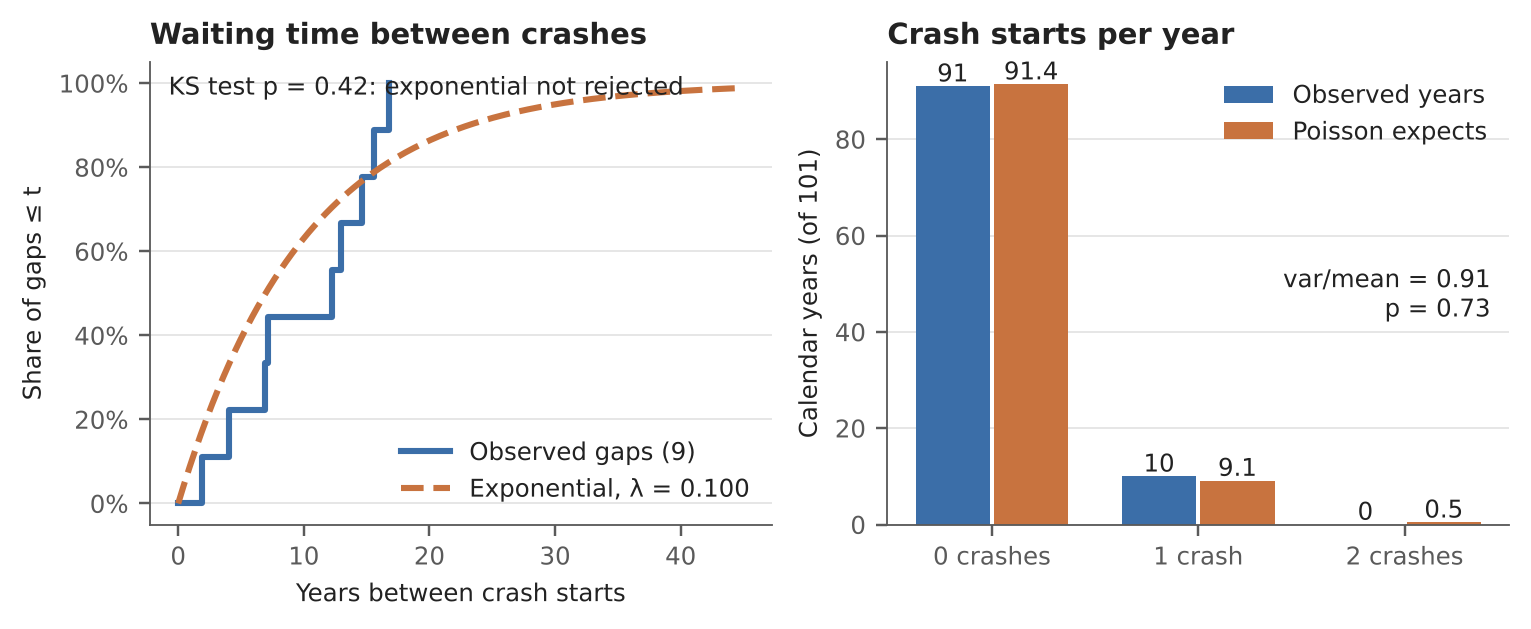 Waiting time between crashes
KS test p = 0.42: exponential not rejected
100%
80%
60%
40%
20%
0%
Share of gaps ≤ t
Observed gaps (9)
Exponential, λ = 0.100
0 10 20 30 40
Years between crash starts
Crash starts per year
91 91.4
Observed years
Poisson expects
80
60
40
20
0
Calendar years (of 101)
var/mean = 0.91
p = 0.73
10 9.1
0 0.5
0 crashes 1 crash 2 crashes